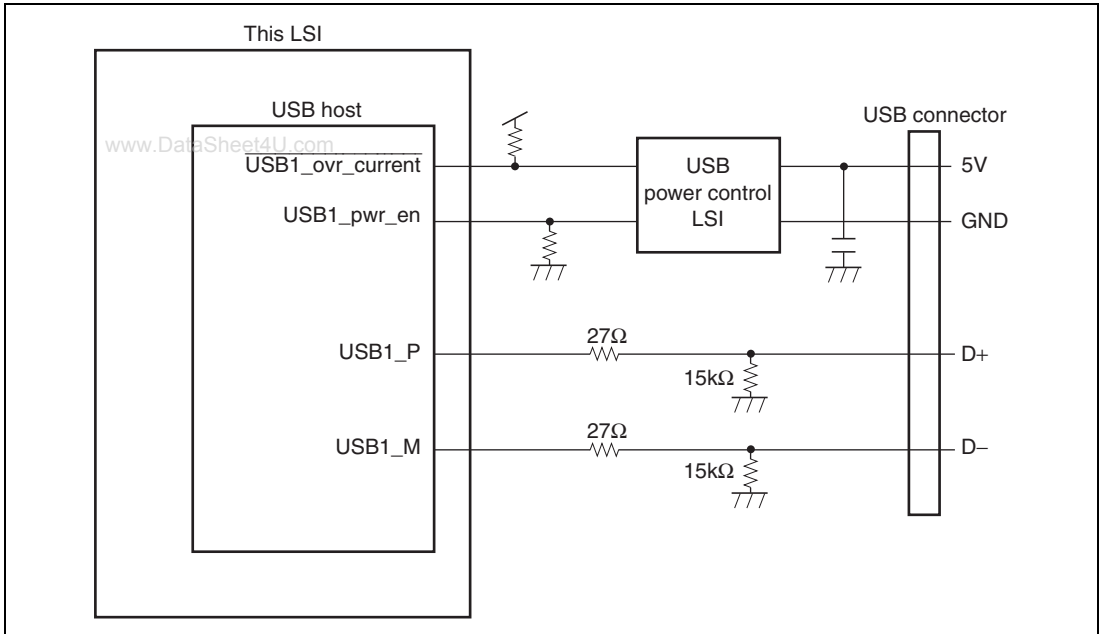 This LSI
USB host
USB connector
www.DataSheet4U.com
USB1_ovr_current
USB
power control
LSI
5V
USB1_pwr_en
GND
27Ω
USB1_P
D+
15kΩ
27Ω
USB1_M
D−
15kΩ